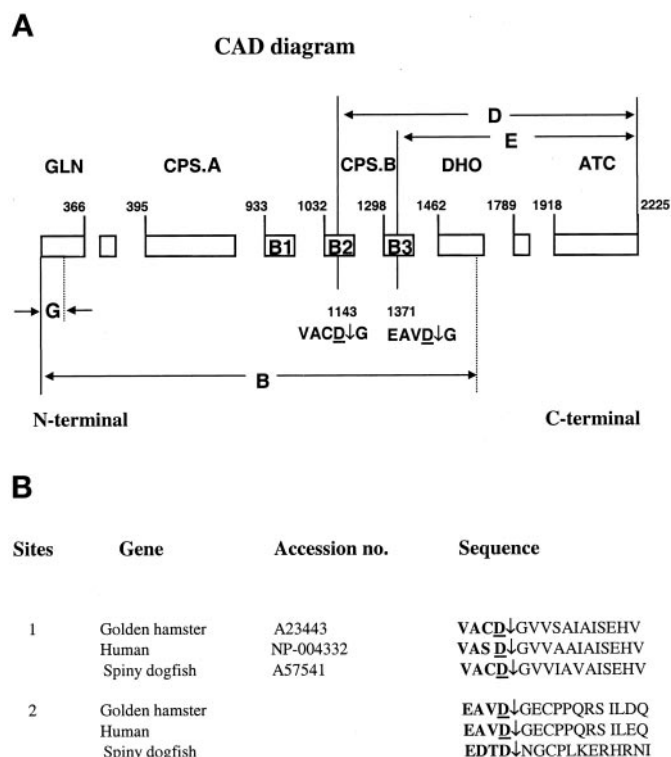 A
CAD diagram
D
E
GLN CPS.A CPS.B DHO ATC
366 395 933 1032 1298 1462 1789 1918 2225
B1 B2 B3
G
1143 1371
VACD↓G EAVD↓G
B
N-terminal C-terminal
B
Sites Gene Accession no. Sequence
1 Golden hamster A23443 VACD↓GVVSAIAISEHV
Human NP-004332 VAS D↓GVVAAIAISEHV
Spiny dogfish A57541 VACD↓GVVIAVAISEHV
2 Golden hamster EAVD↓GECPPQRS ILDQ
Human EAVD↓GECPPQRS ILEQ
Spiny dogfish EDTD↓NGCPLKERHRNI